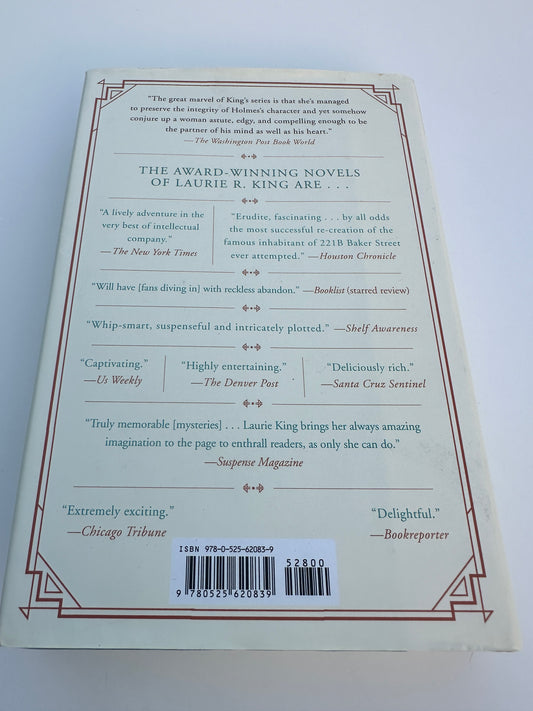 “The great marvel of King’s series is that she’s managed
to preserve the integrity of Holmes’s character and yet somehow
conjure up a woman astute, edgy, and compelling enough to be
the partner of his mind as well as his heart.”
—The Washington Post Book World
THE AWARD-WINNING NOVELS
OF LAURIE R. KING ARE . . .
“A lively adventure in the
very best of intellectual
company.”
—The New York Times
“Erudite, fascinating . . . by all odds
the most successful re-creation of the
famous inhabitant of 221B Baker Street
ever attempted.” —Houston Chronicle
“Will have [fans diving in] with reckless abandon.” —Booklist (starred review)
“Whip-smart, suspenseful and intricately plotted.” —Shelf Awareness
“Captivating.”
—Us Weekly
“Highly entertaining.”
—The Denver Post
“Deliciously rich.”
—Santa Cruz Sentinel
“Truly memorable [mysteries] . . . Laurie King brings her always amazing
imagination to the page to enthrall readers, as only she can do.”
—Suspense Magazine
“Extremely exciting.”
—Chicago Tribune
“Delightful.”
—Bookreporter
ISBN 978-0-525-62083-9
52800
9 780525 620839